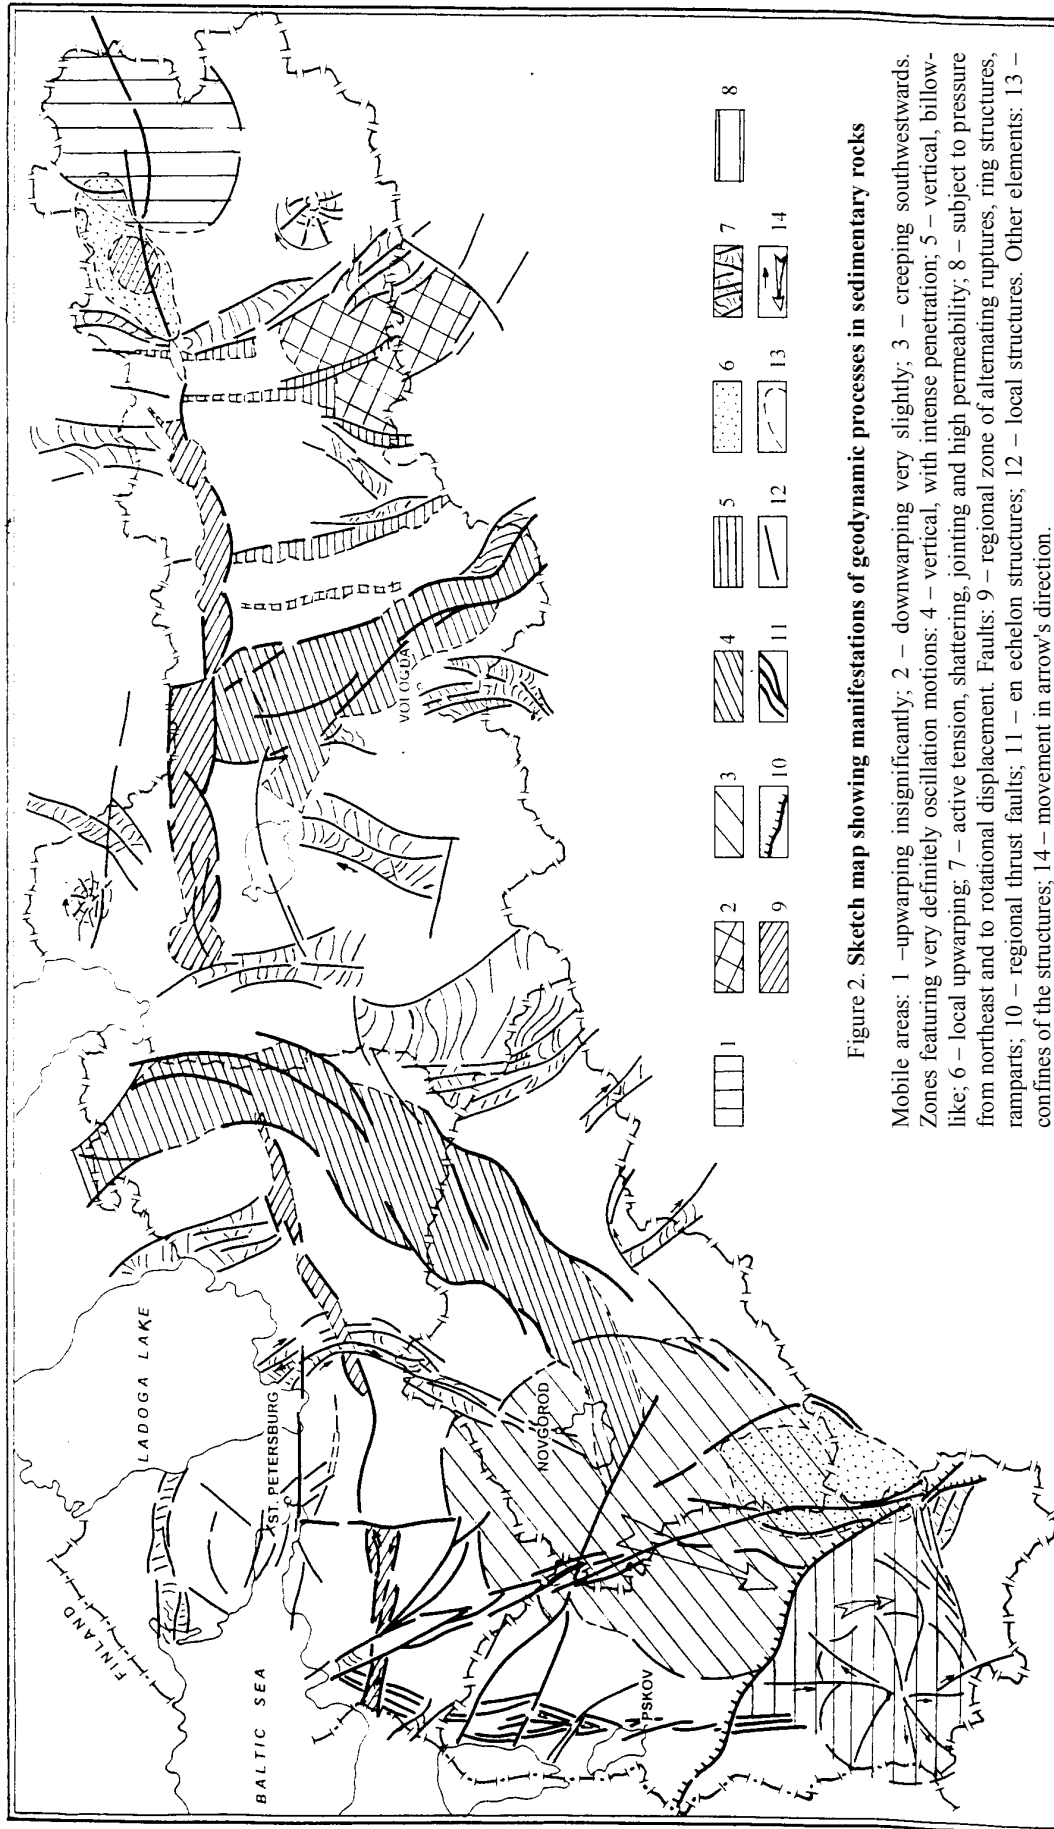 FINLAND
LADOGA LAKE
BALTIC SEA
ST. PETERSBURG
NOVGOROD
PSKOV
VOLOGDA
1
2
3
4
5
6
7
8
9
10
11
12
13
14
Figure 2. Sketch map showing manifestations of geodynamic processes in sedimentary rocks
Mobile areas: 1 –upwarping insignificantly; 2 – downwarping very slightly; 3 – creeping southwestwards.
Zones featuring very definitely oscillation motions: 4 – vertical, with intense penetration; 5 – vertical, billow-
like; 6 – local upwarping; 7 – active tension, shattering, jointing and high permeability; 8 – subject to pressure
from northeast and to rotational displacement. Faults: 9 – regional zone of alternating ruptures, ring structures,
ramparts; 10 – regional thrust faults; 11 – en echelon structures; 12 – local structures. Other elements: 13 –
confines of the structures; 14 – movement in arrow's direction.